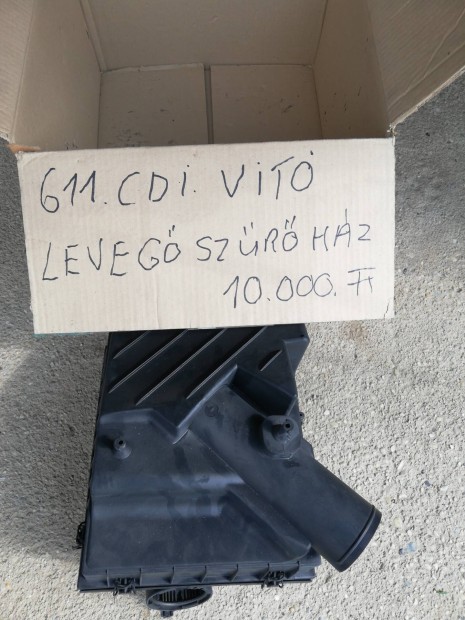 611. CDI. VITÓ
LEVEGŐ SZŰRŐ HÁZ
10.000. Ft